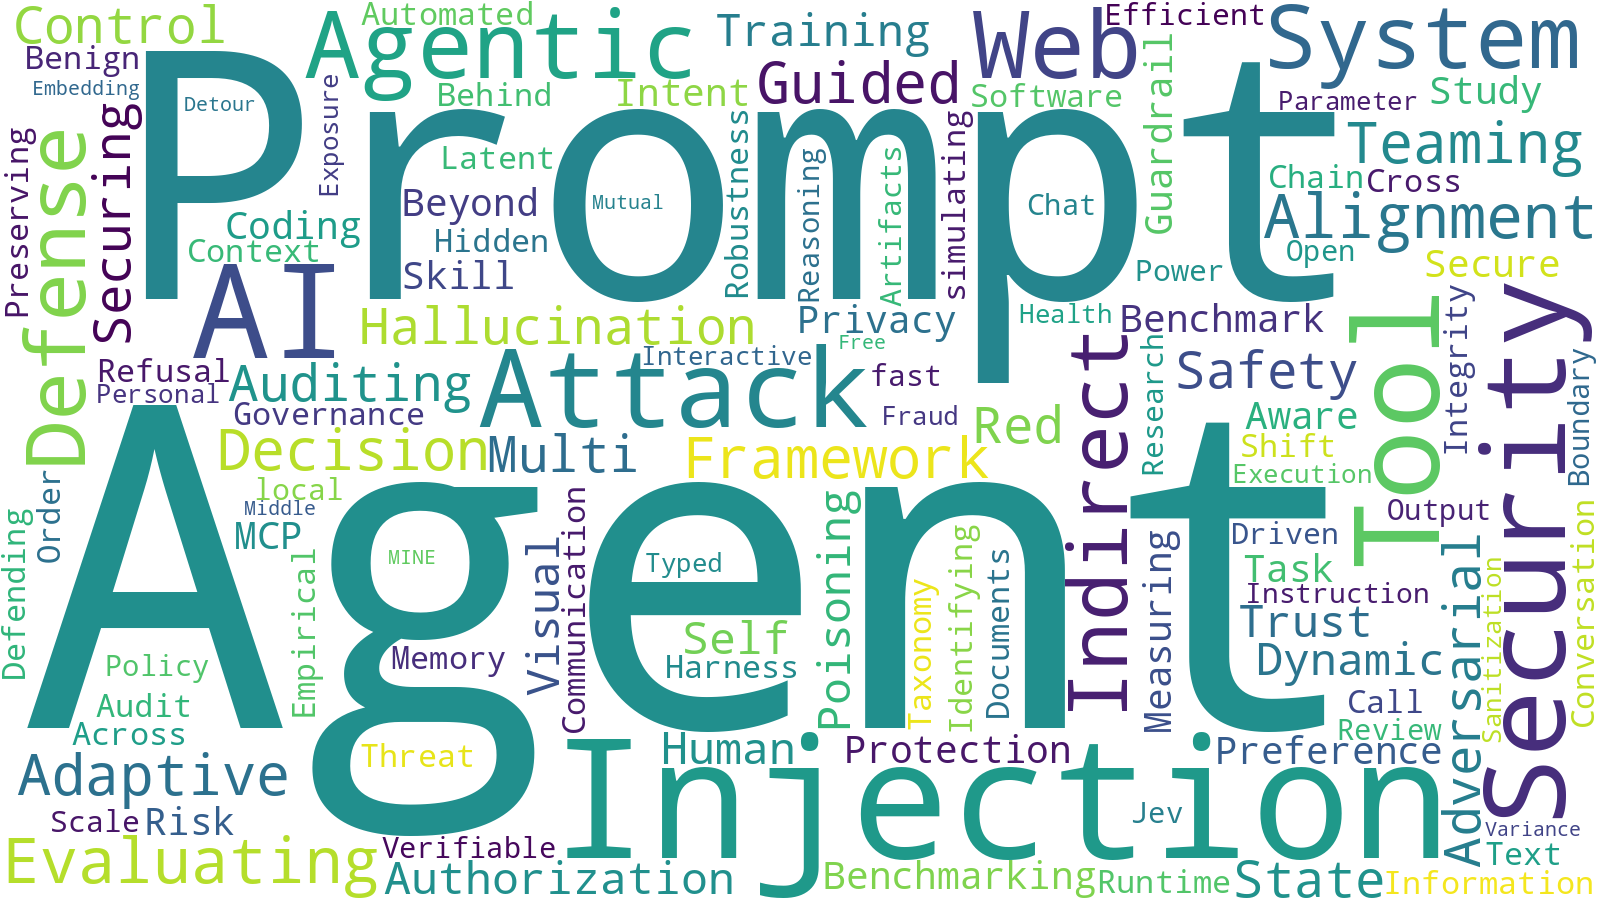 Prompt
Agent
Injection
Attack
Security
Tool
Indirect
Defense
AI
Agentic
Web
System
Control
Automated
Training
Efficient
Benign
Embedding
Detour
Exposure
Behind
Intent
Guided
Software
Guardrail
Parameter
Study
Teaming
Preserving
Securing
Latent
Beyond
Mutual
Robustness
Reasoning
Artifacts
simulating
Chat
Chain
Cross
Alignment
Coding
Context
Hidden
Skill
Open
Power
Secure
Hallucination
Privacy
Health
Benchmark
Interactive
Free
Refusal
Personal
Auditing
fast
Research
Safety
Integrity
Boundary
Governance
Fraud
Red
Aware
Decision
Multi
Framework
Shift
Execution
local
Middle
Order
MCP
Output
Defending
Empirical
MINE
Visual
Communication
Typed
Poisoning
Measuring
Driven
Task
Instruction
Sanitization
Conversation
Adversarial
Taxonomy
Identifying
Documents
Self
Harness
Trust
Dynamic
Policy
Memory
Audit
Across
Call
Review
Threat
Human
Protection
Preference
Adaptive
Scale
Risk
Jev
Variance
Text
Evaluating
Verifiable
Authorization
Benchmarking
Runtime
State
Information